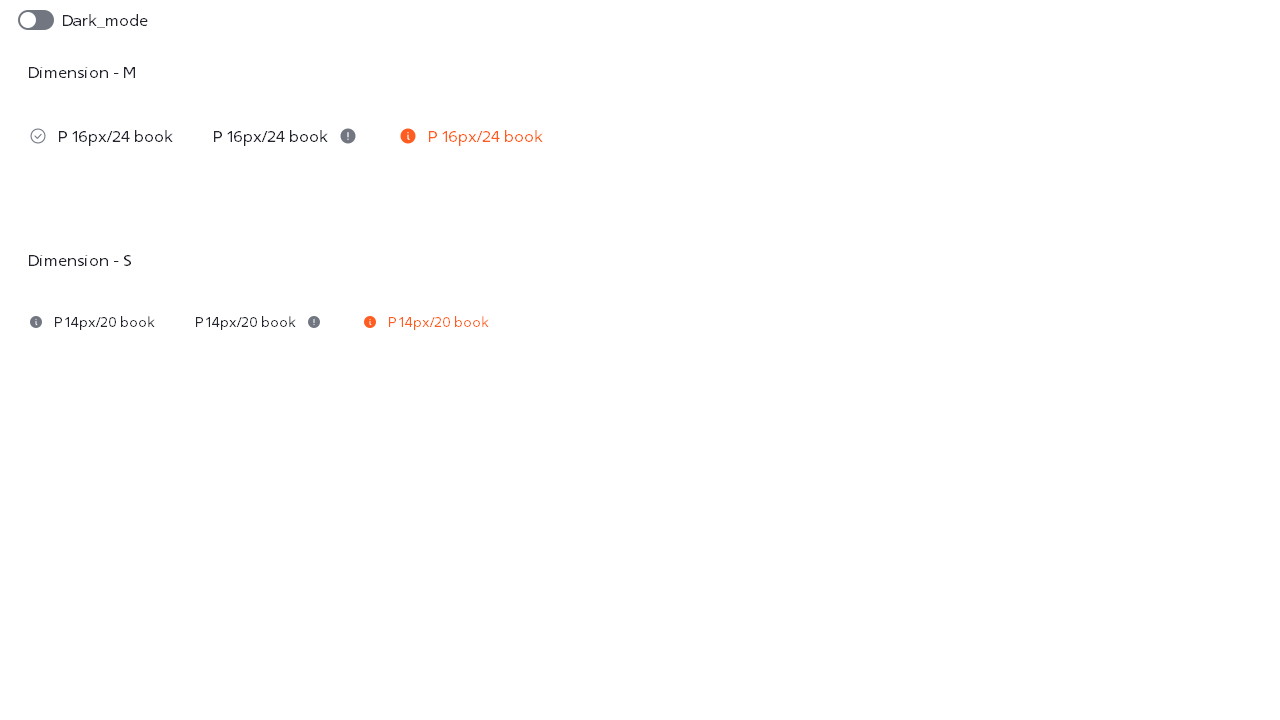 Dark_mode
Dimension - M
P 16px/24 book P 16px/24 book P 16px/24 book
Dimension - S
P 14px/20 book P 14px/20 book P 14px/20 book